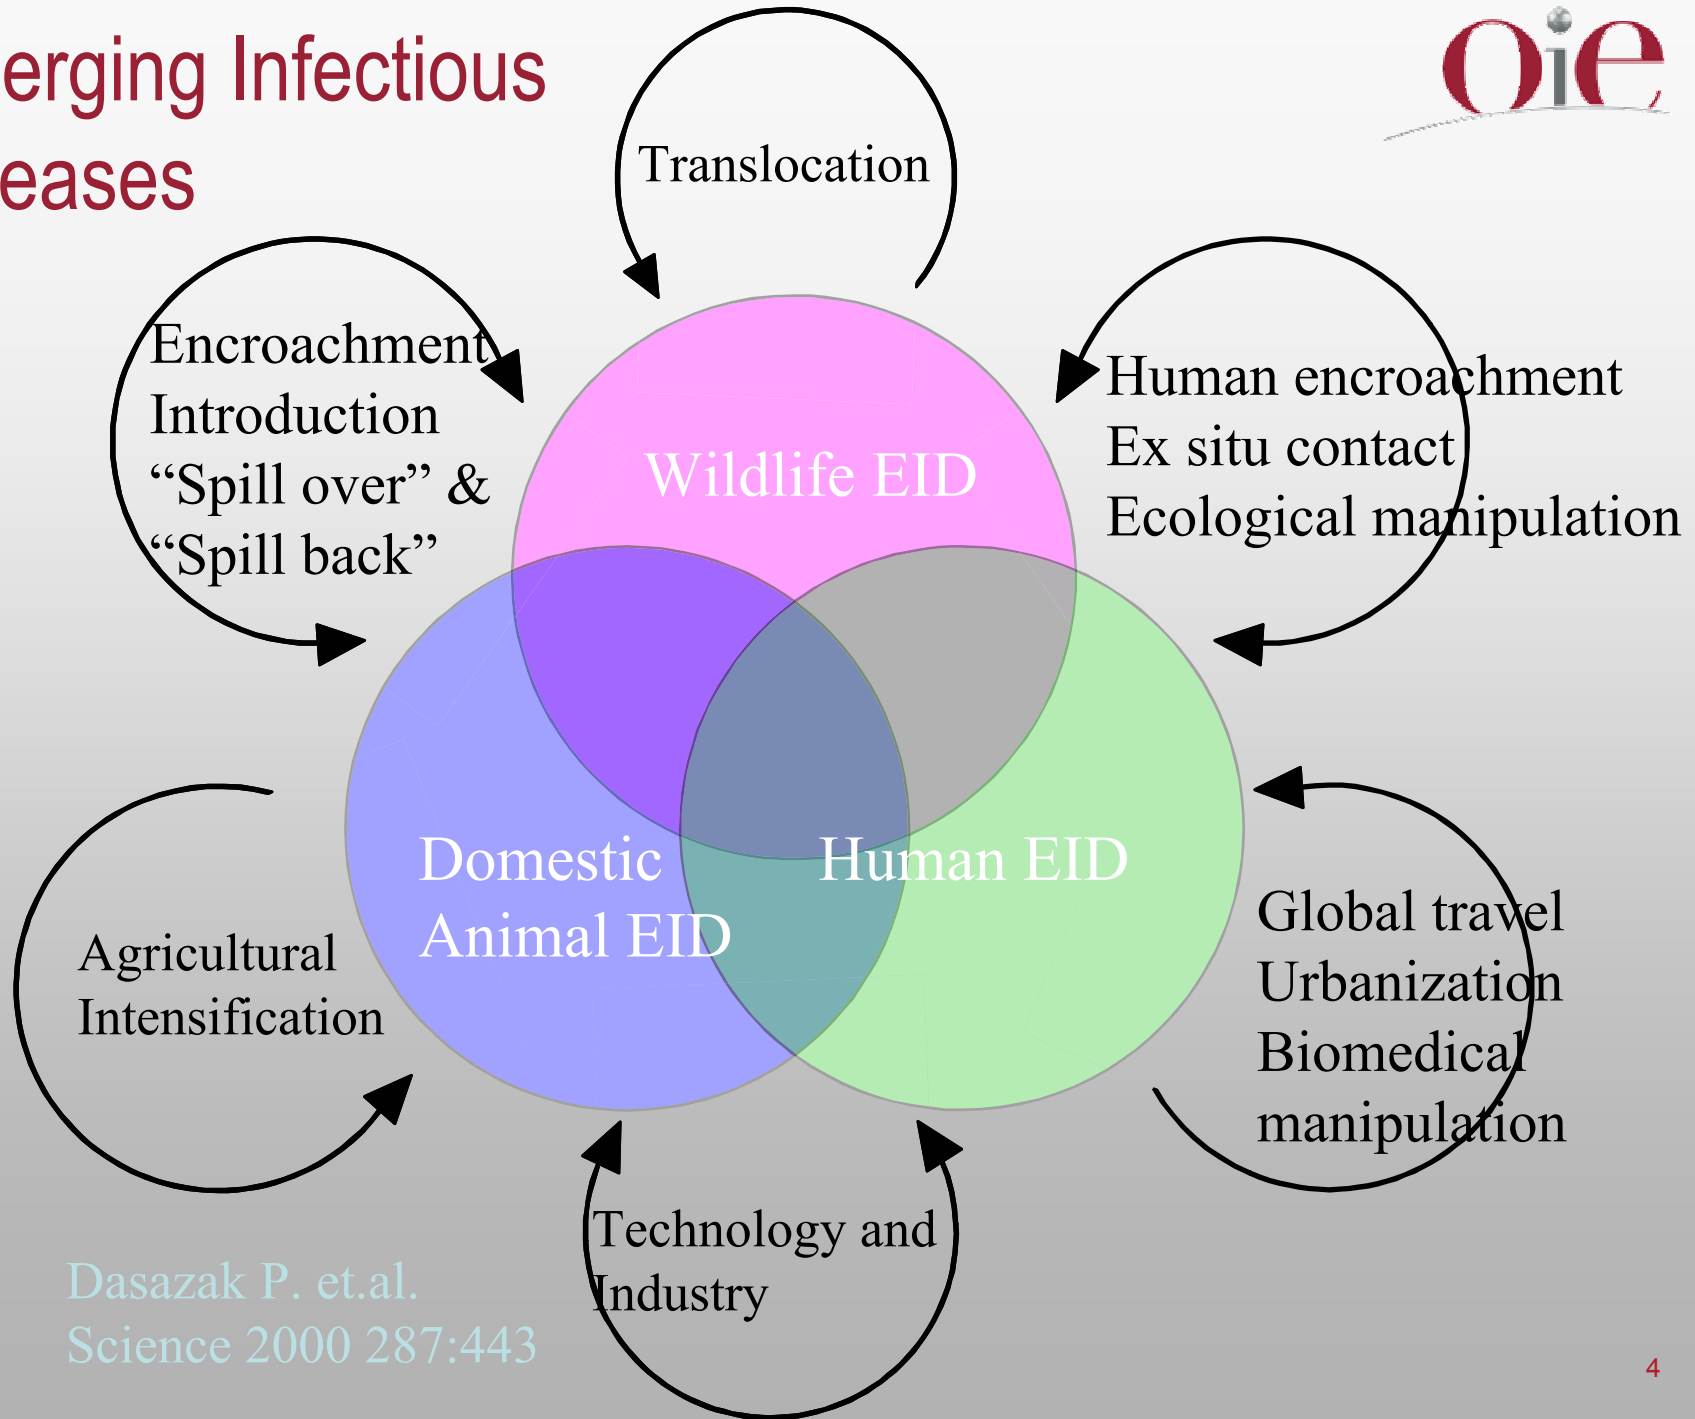 erging Infectious
eases
oie
Translocation
Encroachment
Introduction
“Spill over” &
“Spill back”
Human encroachment
Ex situ contact
Ecological manipulation
Wildlife EID
Domestic
Animal EID
Human EID
Agricultural
Intensification
Global travel
Urbanization
Biomedical
manipulation
Technology and
Industry
Dasazak P. et.al.
Science 2000 287:443
4